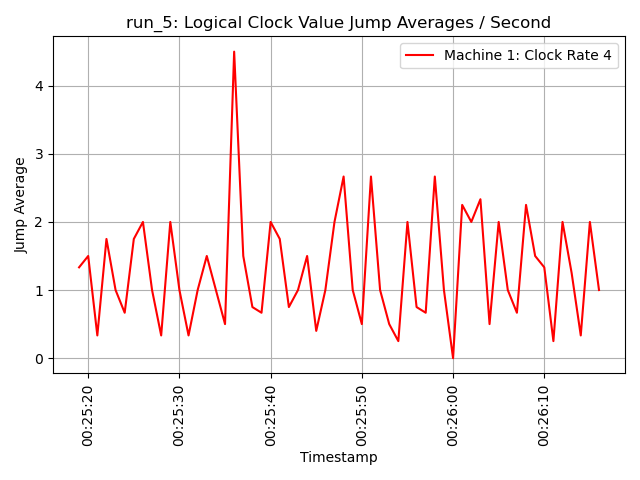 run_5: Logical Clock Value Jump Averages / Second
Machine 1: Clock Rate 4
Jump Average
4
3
2
1
0
00:25:20
00:25:30
00:25:40
00:25:50
00:26:00
00:26:10
Timestamp